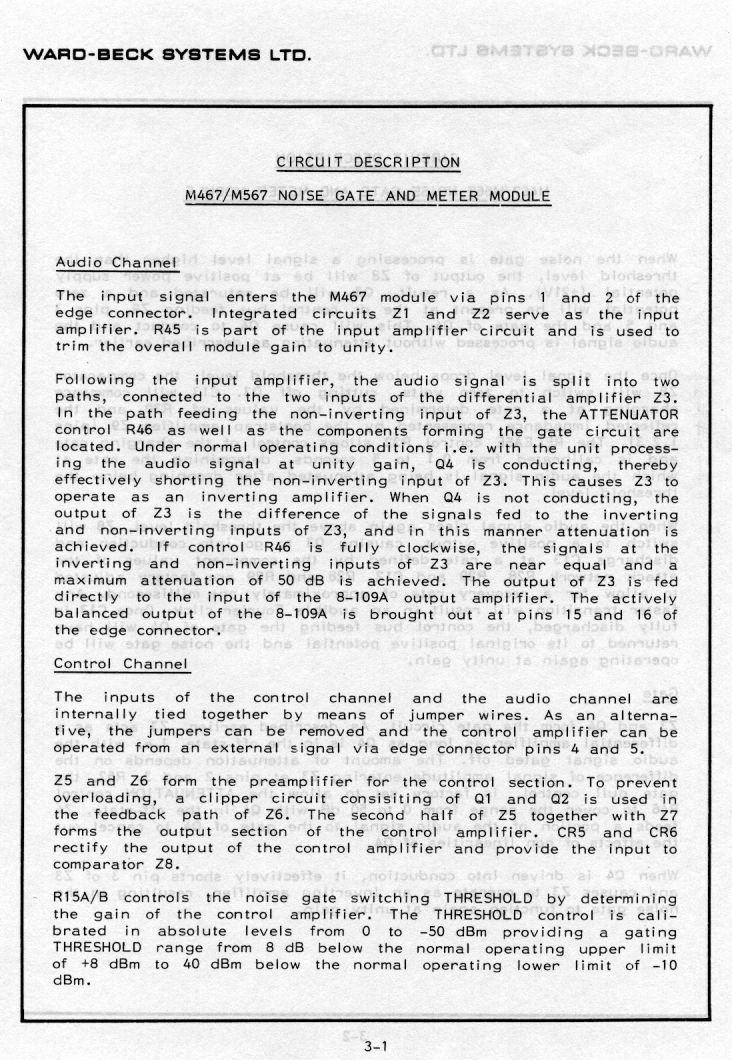 WARD-BECK SYSTEMS LTD.
CIRCUIT DESCRIPTION
M467/M567 NOISE GATE AND METER MODULE
Audio Channel
The input signal enters the M467 module via pins 1 and 2 of the
edge connector. Integrated circuits Z1 and Z2 serve as the input
amplifier. R45 is part of the input amplifier circuit and is used to
trim the overall module gain to unity.
Following the input amplifier, the audio signal is split into two
paths, connected to the two inputs of the differential amplifier Z3.
In the path feeding the non-inverting input of Z3, the ATTENUATOR
control R46 as well as the components forming the gate circuit are
located. Under normal operating conditions i.e. with the unit process-
ing the audio signal at unity gain, Q4 is conducting, thereby
effectively shorting the non-inverting input of Z3. This causes Z3 to
operate as an inverting amplifier. When Q4 is not conducting, the
output of Z3 is the difference of the signals fed to the inverting
and non-inverting inputs of Z3, and in this manner attenuation is
achieved. If control R46 is fully clockwise, the signals at the
inverting and non-inverting inputs of Z3 are near equal and a
maximum attenuation of 50 dB is achieved. The output of Z3 is fed
directly to the input of the 8-109A output amplifier. The actively
balanced output of the 8-109A is brought out at pins 15 and 16 of
the edge connector.
Control Channel
The inputs of the control channel and the audio channel are
internally tied together by means of jumper wires. As an alterna-
tive, the jumpers can be removed and the control amplifier can be
operated from an external signal via edge connector pins 4 and 5.
Z5 and Z6 form the preamplifier for the control section. To prevent
overloading, a clipper circuit consisiting of Q1 and Q2 is used in
the feedback path of Z6. The second half of Z5 together with Z7
forms the output section of the control amplifier. CR5 and CR6
rectify the output of the control amplifier and provide the input to
comparator Z8.
R15A/B controls the noise gate switching THRESHOLD by determining
the gain of the control amplifier. The THRESHOLD control is cali-
brated in absolute levels from 0 to -50 dBm providing a gating
THRESHOLD range from 8 dB below the normal operating upper limit
of +8 dBm to 40 dBm below the normal operating lower limit of -10
dBm.
3-1